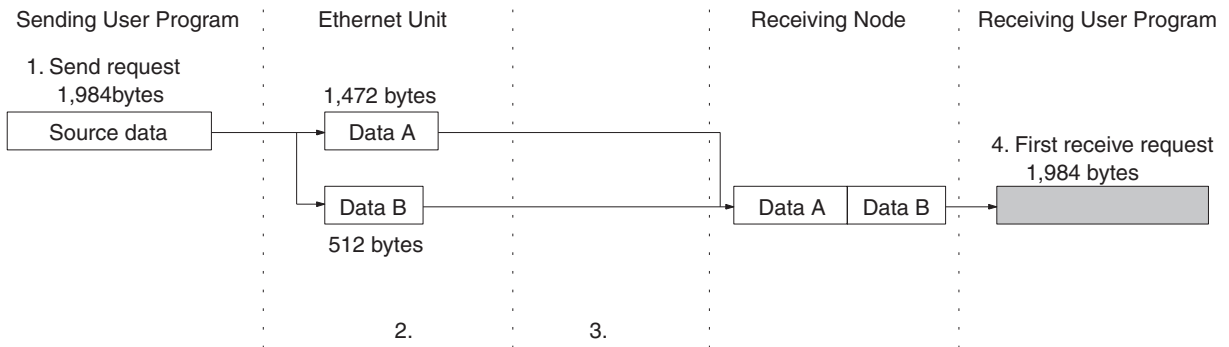 Sending User Program
Ethernet Unit
Receiving Node
Receiving User Program
1. Send request
1,984bytes
Source data
1,472 bytes
Data A
Data B
512 bytes
Data A
Data B
4. First receive request
1,984 bytes
2.
3.